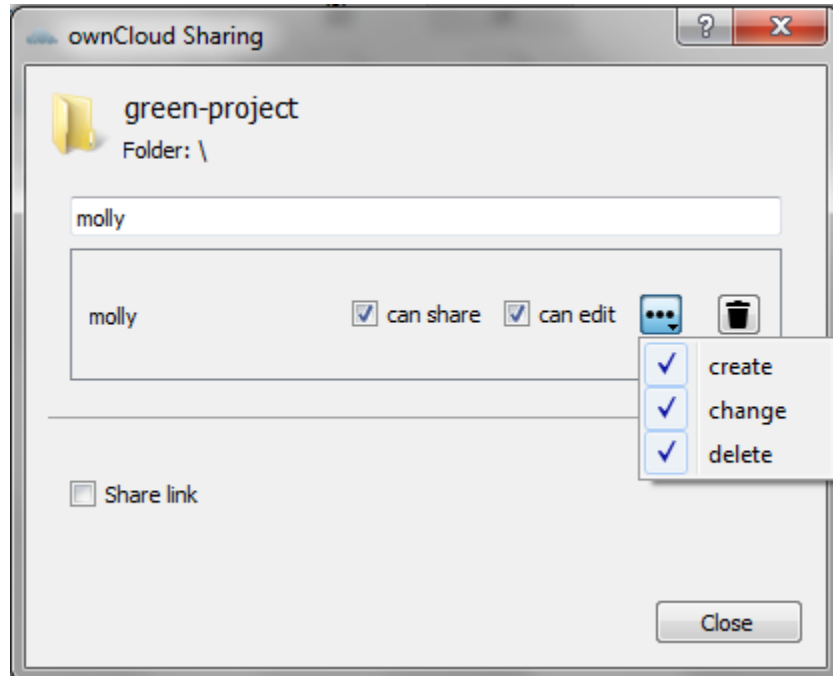 ownCloud Sharing
green-project
Folder: \
molly
molly can share can edit
create
change
delete
Share link
Close